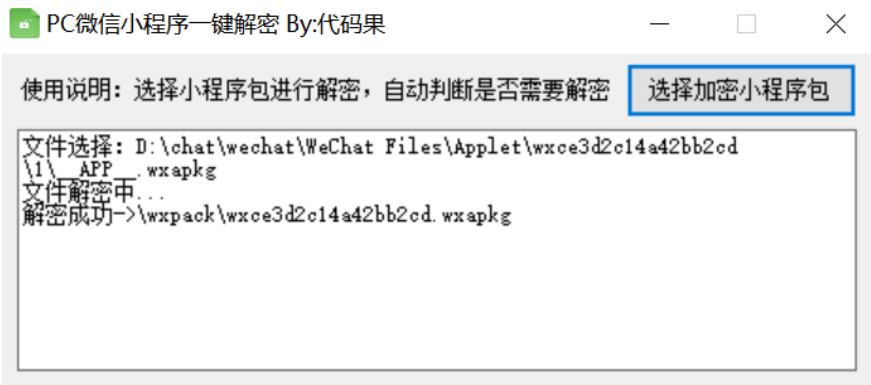 PC微信小程序一键解密 By:代码果
使用说明：选择小程序包进行解密，自动判断是否需要解密
选择加密小程序包
文件选择：D:\chat\wechat\WeChat Files\Applet\wxce3d2c14a42bb2cd
\1\__APP__.wxapkg
文件解密中...
解密成功->\wxpack\wxce3d2c14a42bb2cd.wxapkg